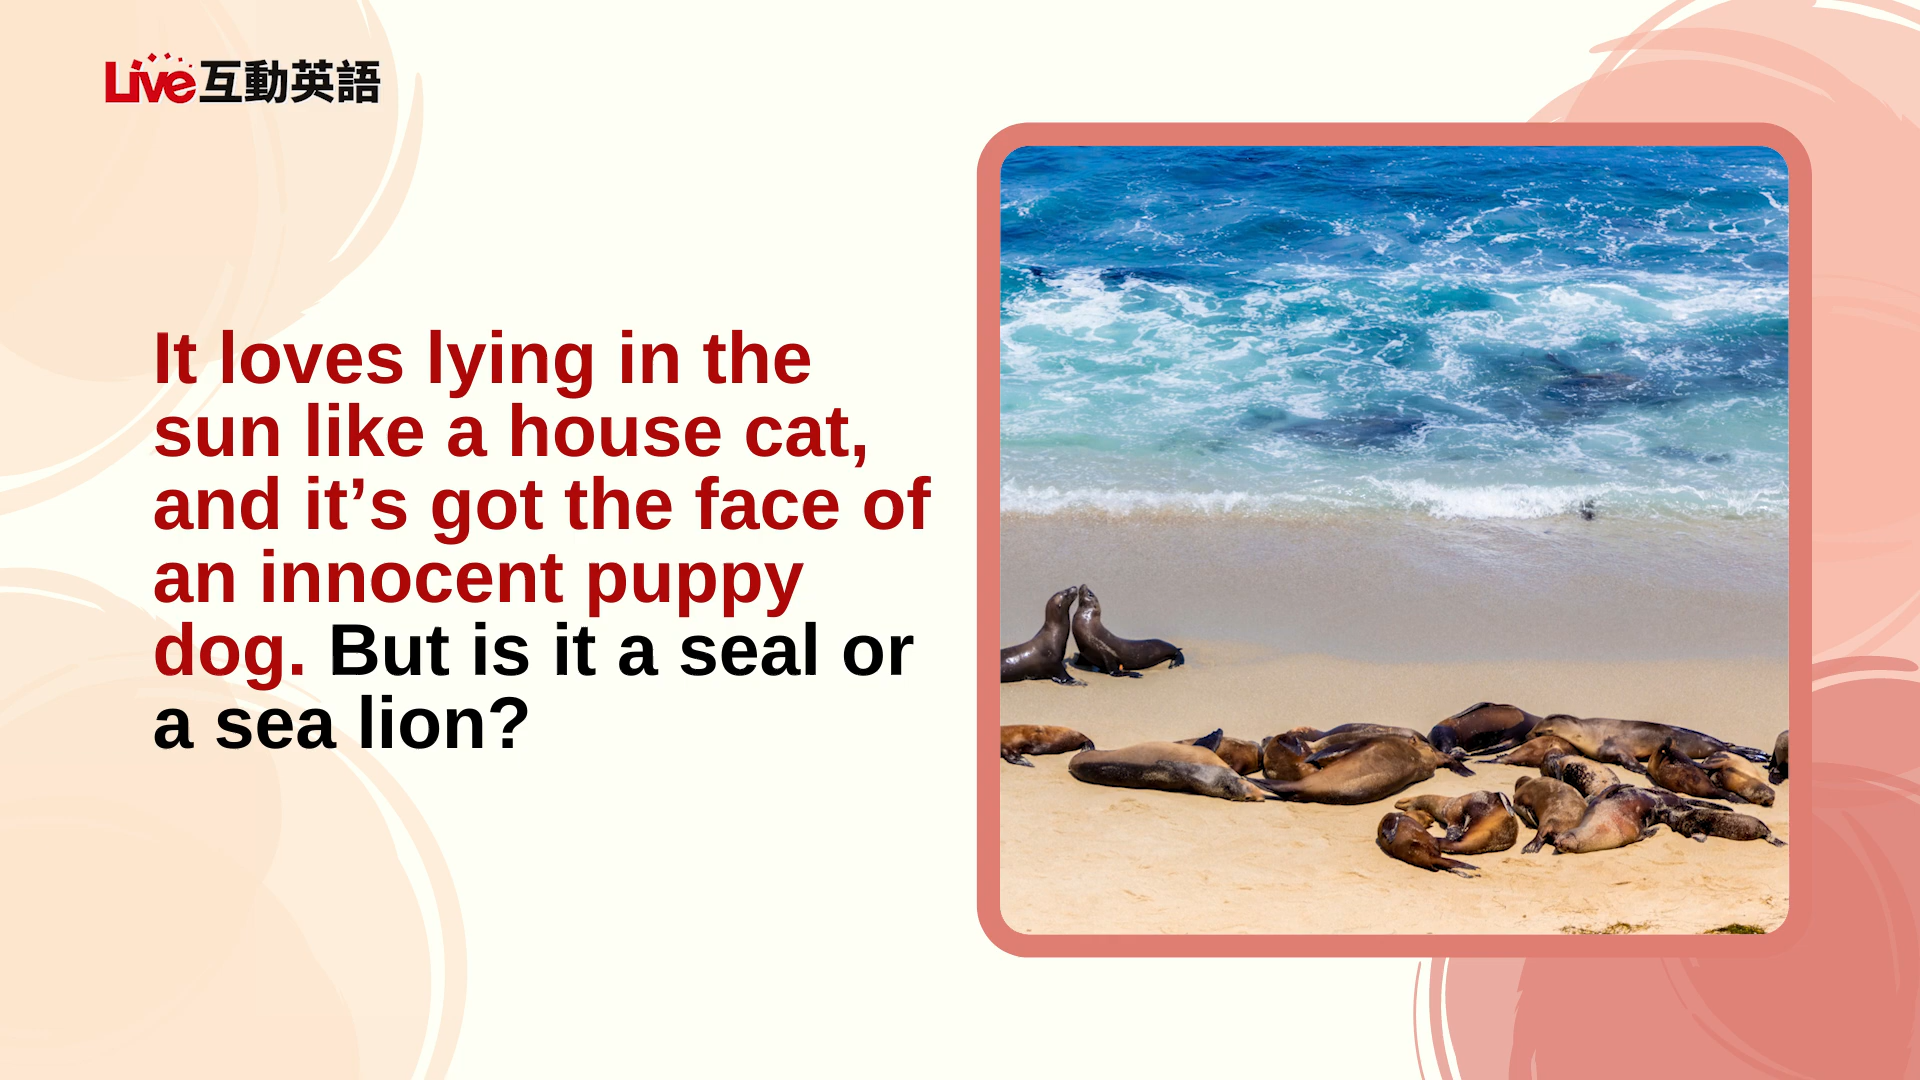 Live互動英語
It loves lying in the
sun like a house cat,
and it’s got the face of
an innocent puppy
dog. But is it a seal or
a sea lion?